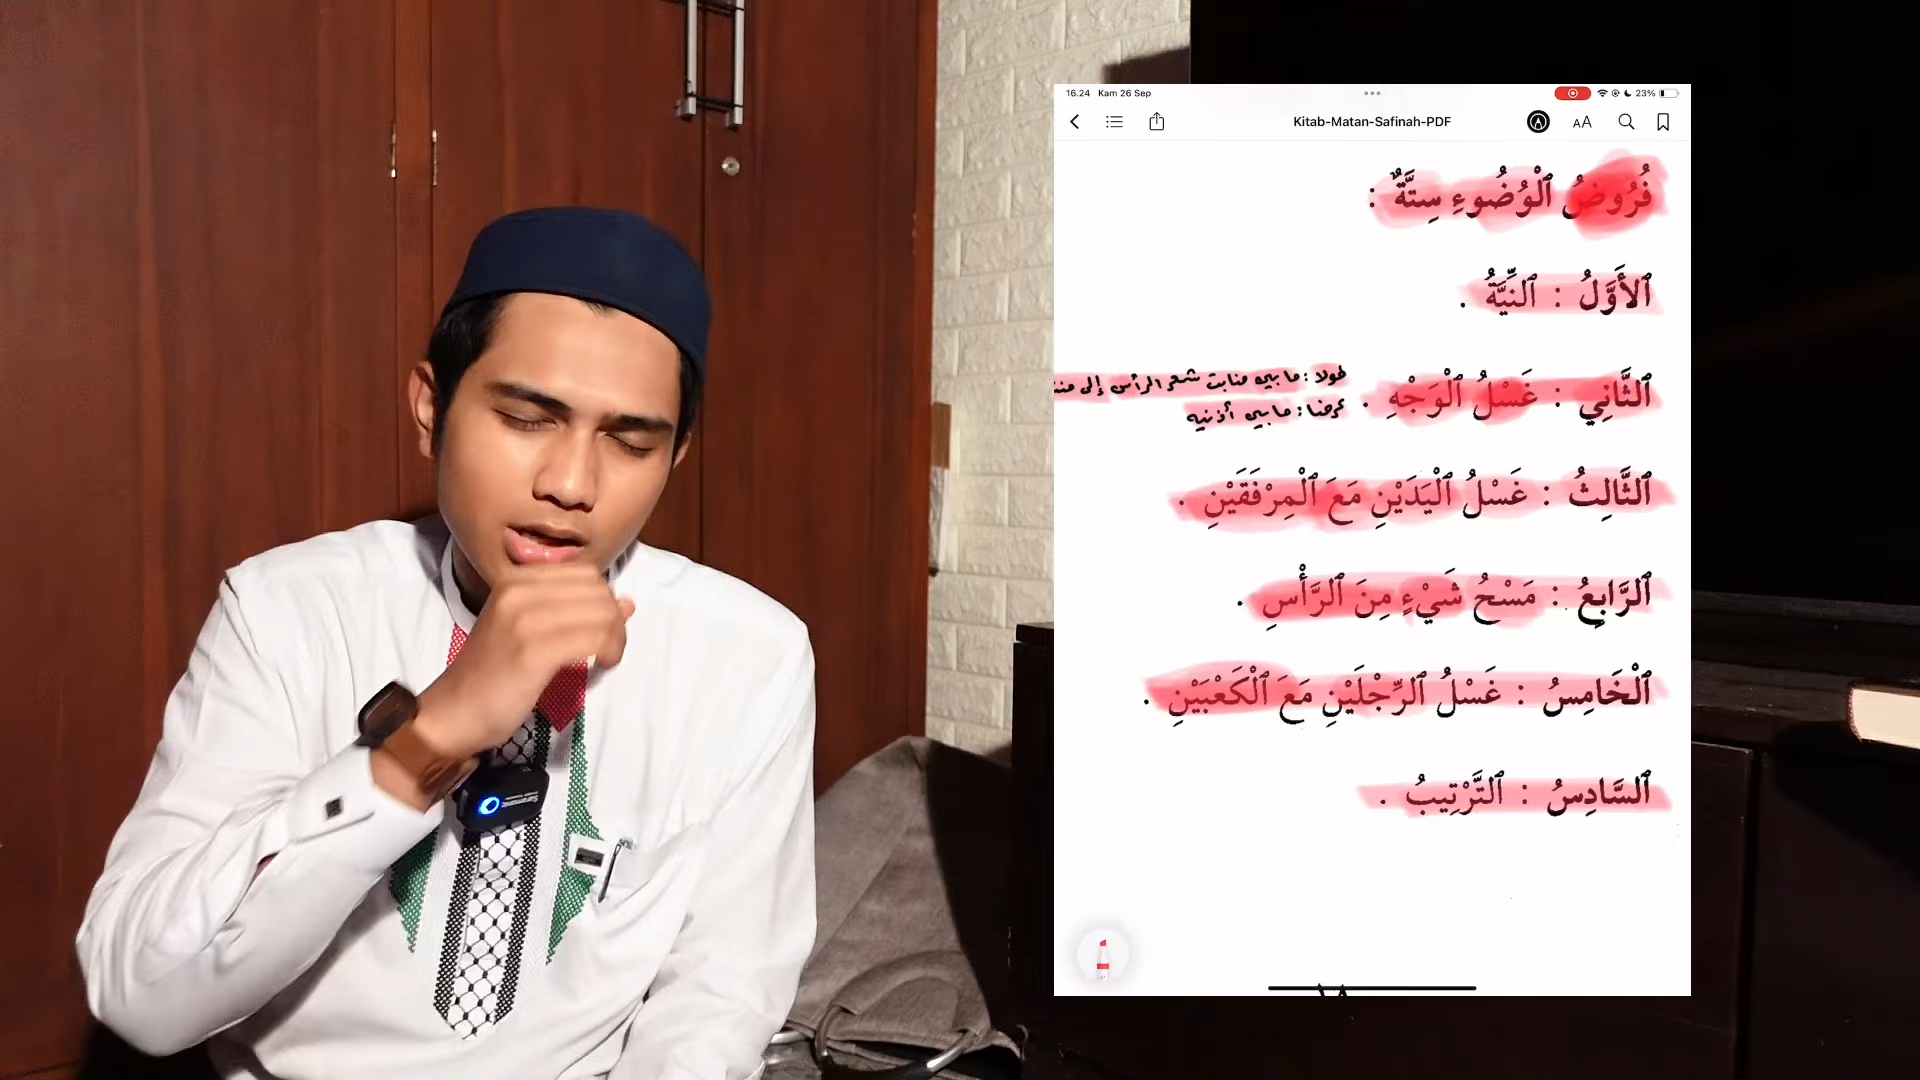 16.24 Kam 26 Sep
23%
Kitab-Matan-Safinah-PDF
AA
فُرُوضُ ٱلْوُضُوءِ سِتَّةٌ :
ٱلأَوَّلُ : ٱلنِّيَّةُ .
ٱلثَّانِي : غَسْلُ ٱلْوَجْهِ .
طولا : ما بين منابت شعر الرأس إلى
عرضا : ما بين أذنيه
ٱلثَّالِثُ : غَسْلُ ٱلْيَدَيْنِ مَعَ ٱلْمِرْفَقَيْنِ .
ٱلرَّابِعُ : مَسْحُ شَيْءٍ مِنَ ٱلرَّأْسِ .
ٱلْخَامِسُ : غَسْلُ ٱلرِّجْلَيْنِ مَعَ ٱلْكَعْبَيْنِ .
ٱلسَّادِسُ : ٱلتَّرْتِيبُ .
Saramonic